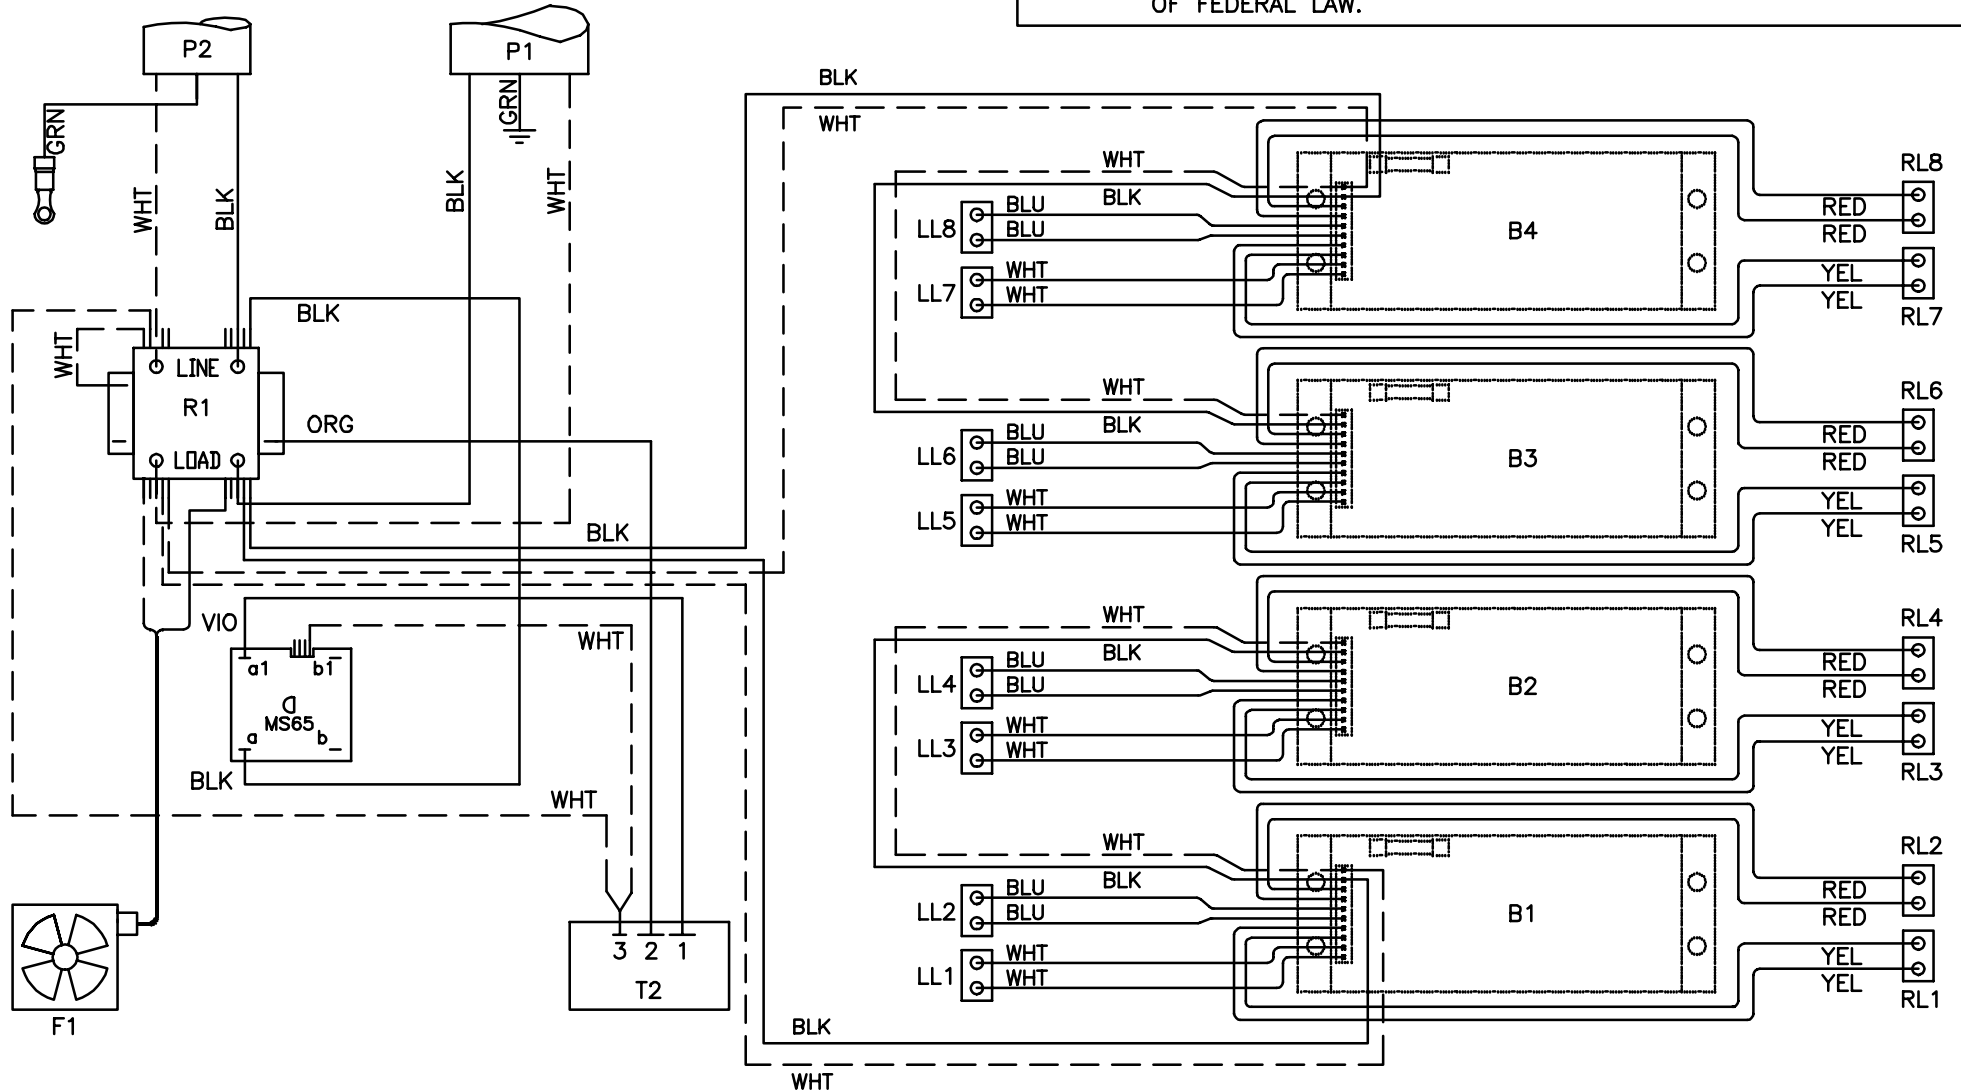 OF FEDERAL LAW.
P2
P1
GRN
WHT
BLK
BLK
GRN
WHT
BLK
WHT
WHT
BLK
LINE
R1
LOAD
ORG
BLK
VIO
WHT
a1
b1
MS65
a
b
BLK
WHT
3 2 1
T2
F1
WHT
BLK
LL8
BLU
BLU
LL7
WHT
WHT
B4
RL8
RED
RED
YEL
YEL
RL7
WHT
BLK
LL6
BLU
BLU
LL5
WHT
WHT
B3
RL6
RED
RED
YEL
YEL
RL5
WHT
BLK
LL4
BLU
BLU
LL3
WHT
WHT
B2
RL4
RED
RED
YEL
YEL
RL3
WHT
BLK
LL2
BLU
BLU
LL1
WHT
WHT
B1
RL2
RED
RED
YEL
YEL
RL1
BLK
WHT